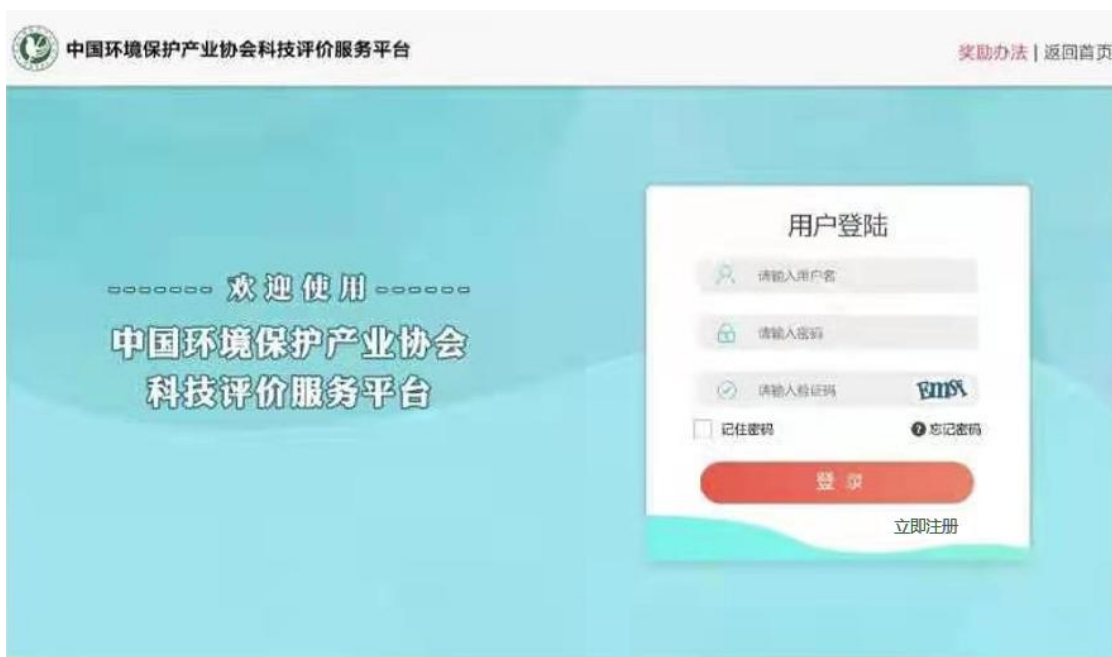 中国环境保护产业协会科技评价服务平台
奖励办法 | 返回首页
------- 欢迎使用 ------
中国环境保护产业协会
科技评价服务平台
用户登陆
请输入用户名
请输入密码
请输入验证码
记住密码
? 忘记密码
登 录
立即注册